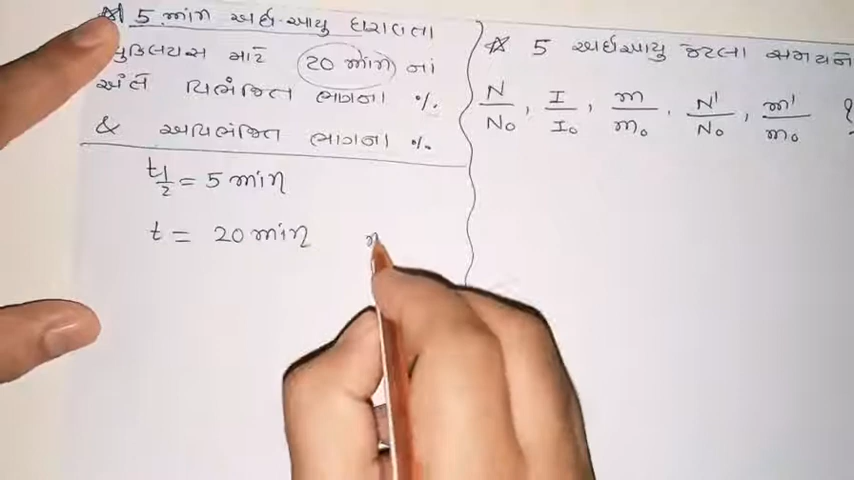 ☆ 5 મીન અર્ધ-આયુ ધરાવતા
ન્યુક્લિયસ માટે 20 મીન ના
અંતે વિભંજિત ભાગના %.
& અવિભંજિત ભાગના %.
t 1/2 = 5 min
t = 20 min n
☆ 5 અર્ધઆયુ જેટલા સમયને
N/N₀ , I/I₀ , m/m₀ , N'/N₀ , m'/m₀ ?